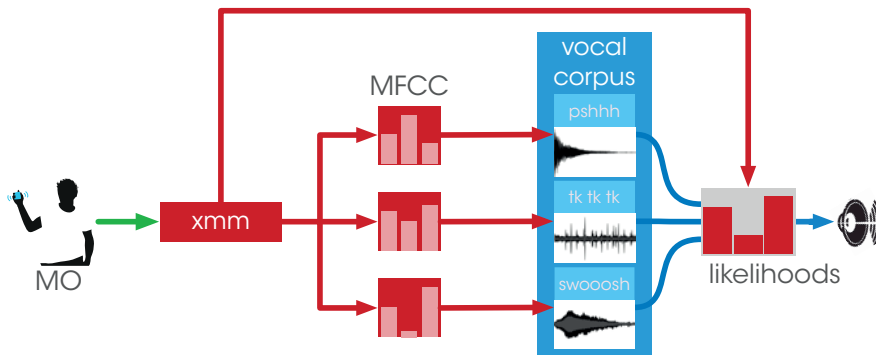 vocal
corpus
MFCC
pshhh
tk tk tk
xmm
swooosh
likelihoods
MO